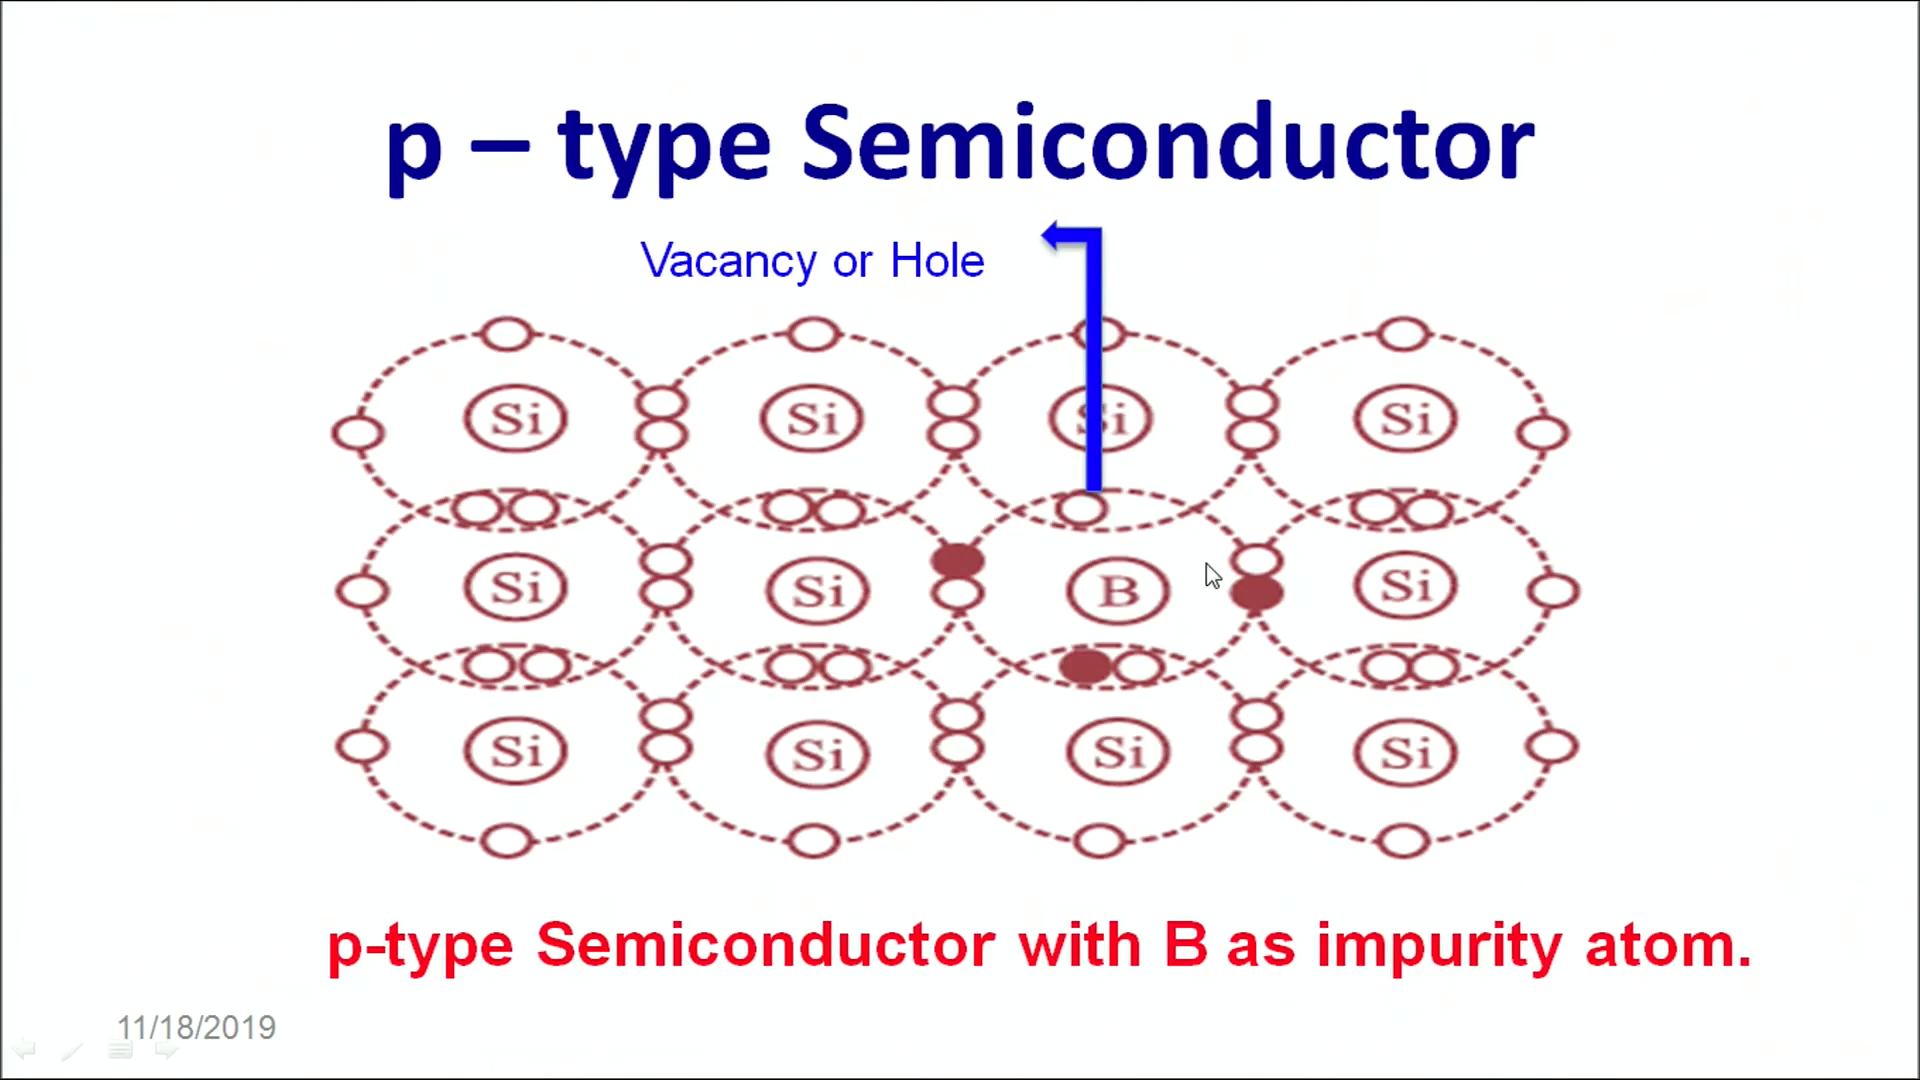 p – type Semiconductor
Vacancy or Hole
Si Si Si Si
Si Si B Si
Si Si Si Si
p-type Semiconductor with B as impurity atom.
11/18/2019